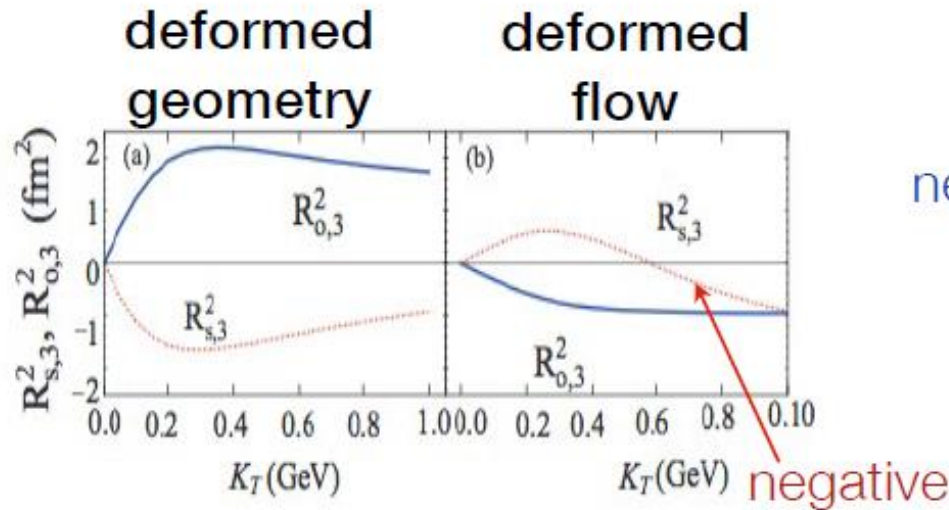 deformed geometry
deformed flow
(a)
(b)
R²ₛ,₃, R²ₒ,₃ (fm²)
2
1
0
-1
-2
R²ₒ,₃
R²ₛ,₃
R²ₛ,₃
R²ₒ,₃
0.0 0.2 0.4 0.6 0.8 1.0
0.0 0.2 0.4 0.6 0.8 0.10
K_T(GeV)
K_T(GeV)
negative
ne